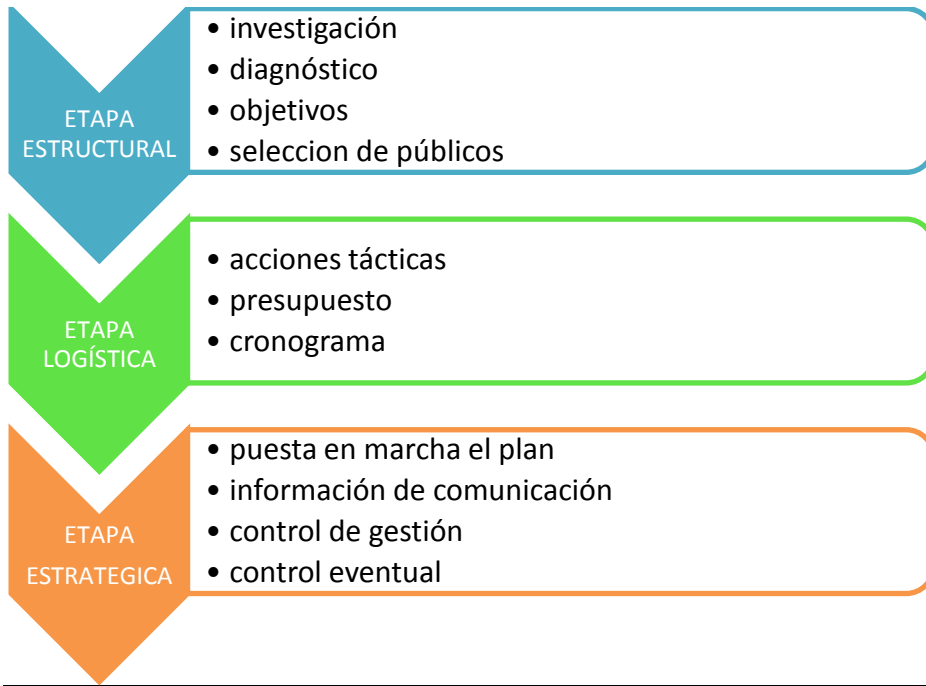 ETAPA
ESTRUCTURAL
• investigación
• diagnóstico
• objetivos
• seleccion de públicos
ETAPA
LOGÍSTICA
• acciones tácticas
• presupuesto
• cronograma
ETAPA
ESTRATEGICA
• puesta en marcha el plan
• información de comunicación
• control de gestión
• control eventual